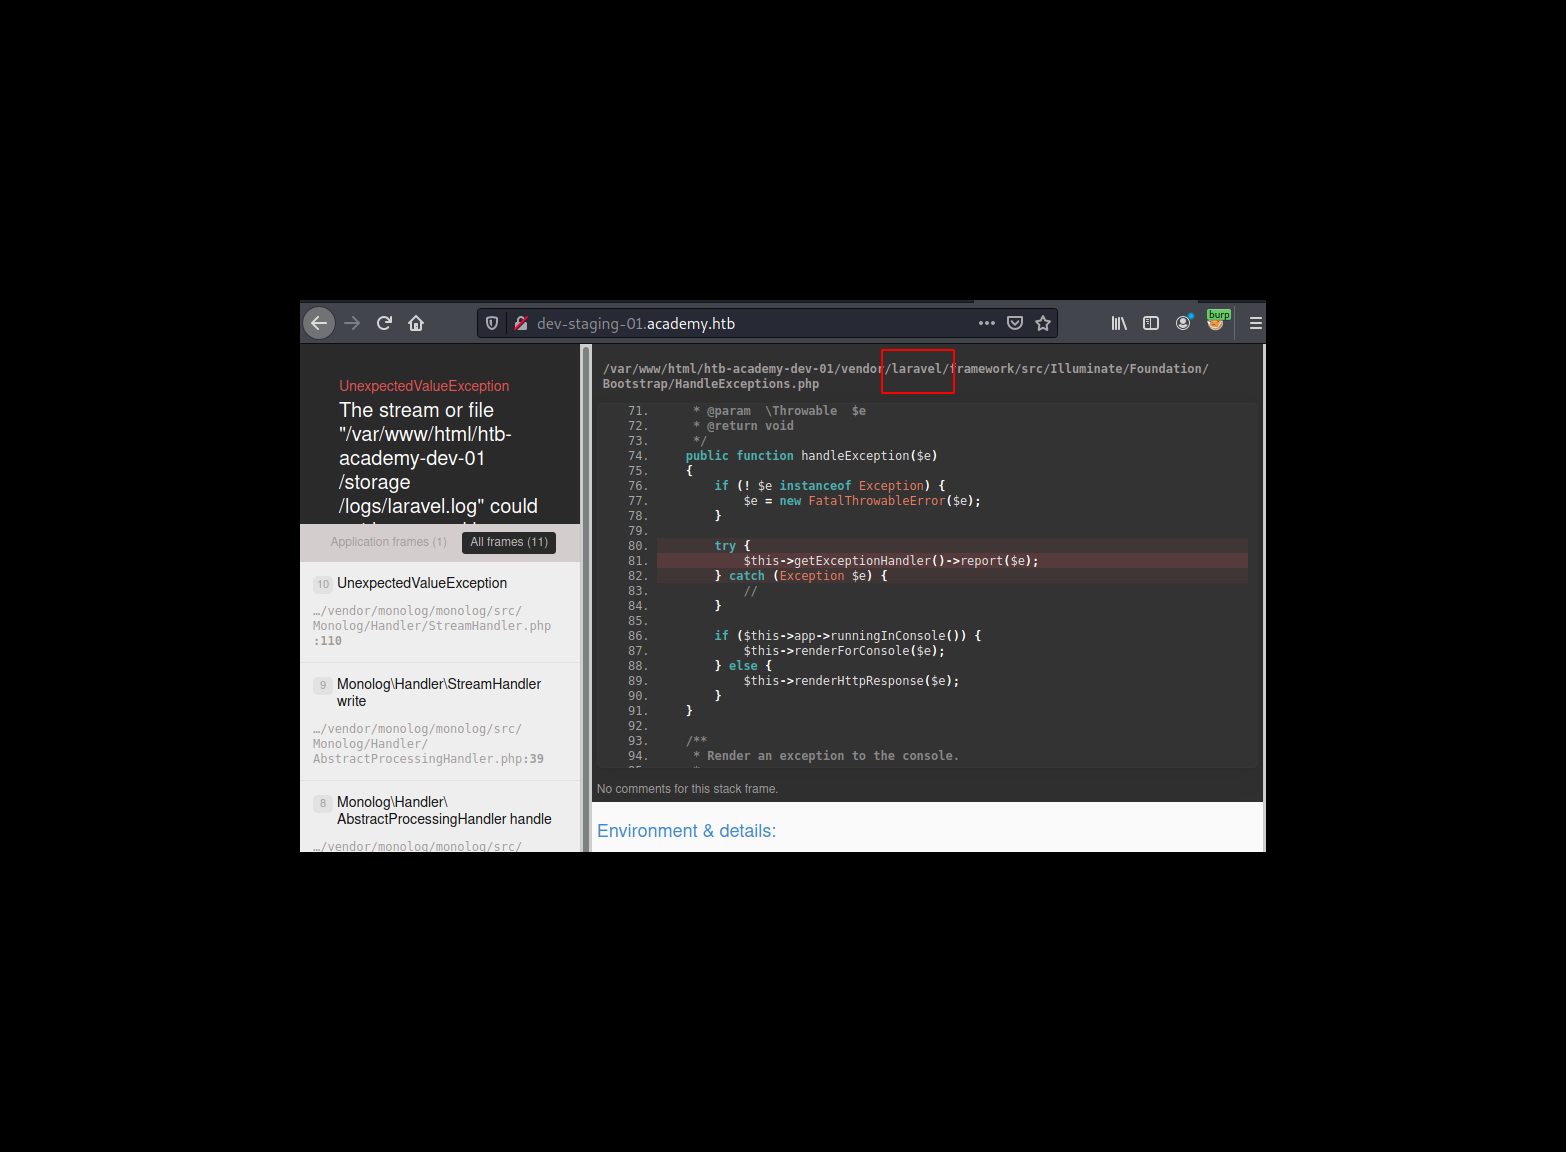 dev-staging-01.academy.htb
burp
UnexpectedValueException
The stream or file
"/var/www/html/htb-
academy-dev-01
/storage
/logs/laravel.log" could
Application frames (1) All frames (11)
10 UnexpectedValueException
…/vendor/monolog/monolog/src/
Monolog/Handler/StreamHandler.php
:110
9 Monolog\Handler\StreamHandler
write
…/vendor/monolog/monolog/src/
Monolog/Handler/
AbstractProcessingHandler.php:39
8 Monolog\Handler\
AbstractProcessingHandler handle
…/vendor/monolog/monolog/src/
/var/www/html/htb-academy-dev-01/vendor/laravel/framework/src/Illuminate/Foundation/
Bootstrap/HandleExceptions.php
71. * @param \Throwable $e
72. * @return void
73. */
74. public function handleException($e)
75. {
76. if (! $e instanceof Exception) {
77. $e = new FatalThrowableError($e);
78. }
79.
80. try {
81. $this->getExceptionHandler()->report($e);
82. } catch (Exception $e) {
83. //
84. }
85.
86. if ($this->app->runningInConsole()) {
87. $this->renderForConsole($e);
88. } else {
89. $this->renderHttpResponse($e);
90. }
91. }
92.
93. /**
94. * Render an exception to the console.
No comments for this stack frame.
Environment & details: